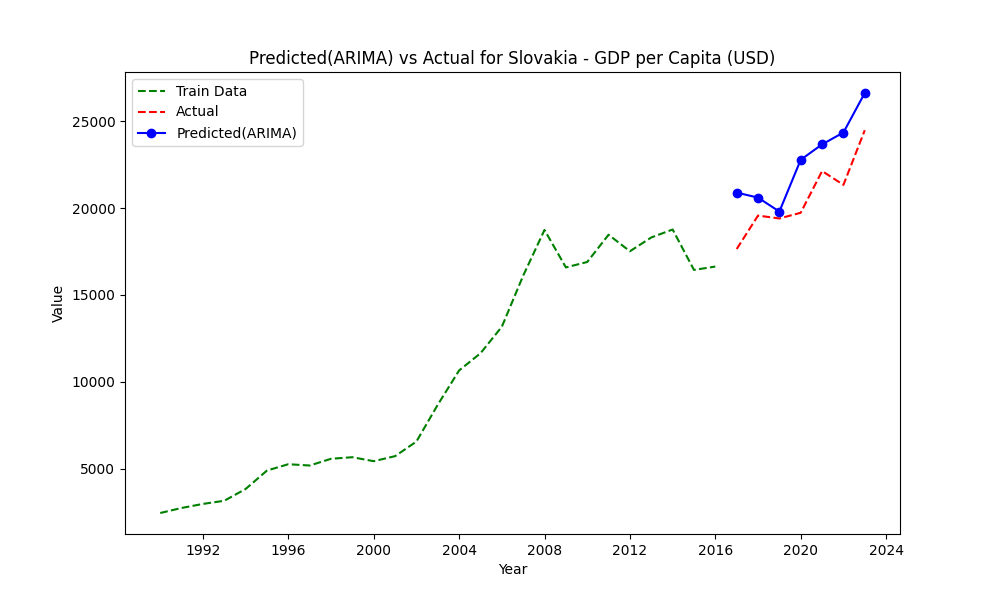 Predicted(ARIMA) vs Actual for Slovakia - GDP per Capita (USD)
Train Data
Actual
Predicted(ARIMA)
Value
25000
20000
15000
10000
5000
1992 1996 2000 2004 2008 2012 2016 2020 2024
Year